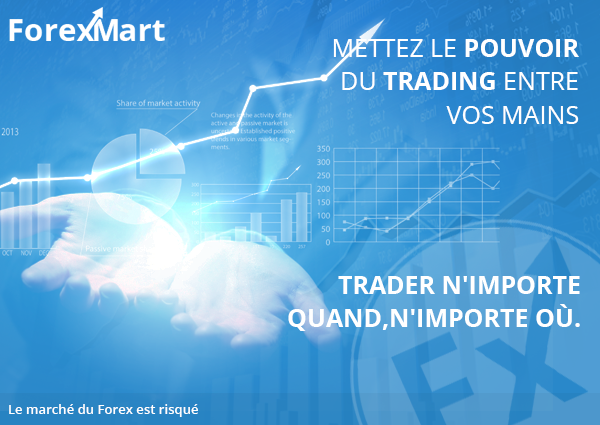 ForexMart
METTEZ LE POUVOIR
DU TRADING ENTRE
VOS MAINS
Share of market activity
Changes in the activity of the
active and passive market is
uncertain. Established positive
trends in various market seg-
ments.
2013
350
300
250
200
150
100
50
0
OCT NOV DEC
TRADER N'IMPORTE
QUAND,N'IMPORTE OÙ.
FX
Le marché du Forex est risqué